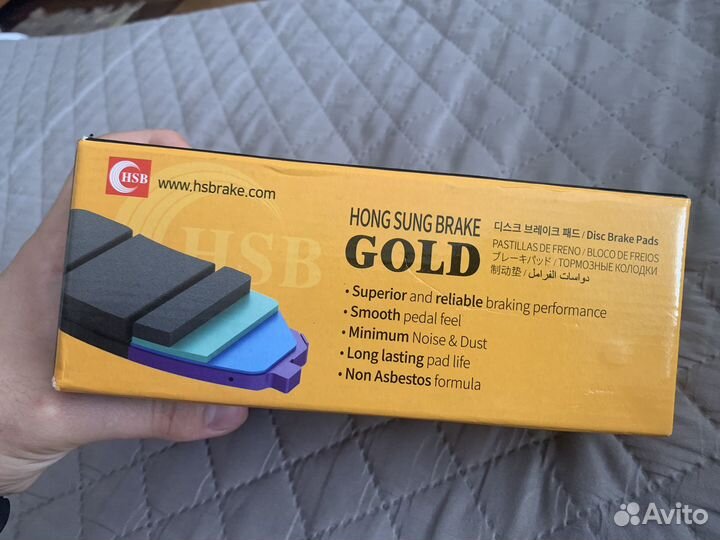 HSB
www.hsbrake.com
HSB
HONG SUNG BRAKE
GOLD
디스크 브레이크 패드 / Disc Brake Pads
PASTILLAS DE FRENO / BLOCO DE FREIOS
ブレーキパッド / ТОРМОЗНЫЕ КОЛОДКИ
制动垫 / دواسات الفرامل
• Superior and reliable braking performance
• Smooth pedal feel
• Minimum Noise & Dust
• Long lasting pad life
• Non Asbestos formula
Avito